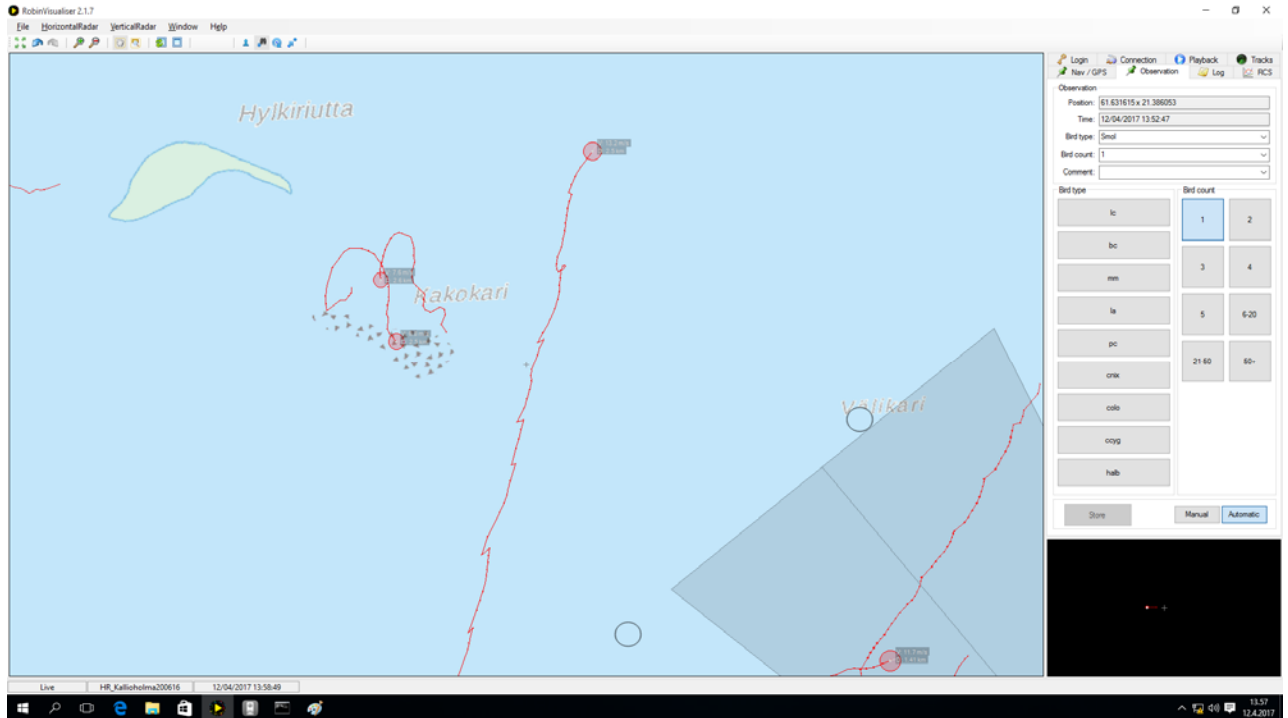 RobinVisualiser 2.1.7
File HorizontalRadar VerticalRadar Window Help
Login Connection Playback Tracks
Nav / GPS Observation Log RCS
Observation
Position: 61.631615 x 21.386053
Time: 12/04/2017 13:52:47
Bird type: Smol
Bird count: 1
Comment:
Bird type Bird count
lc 1 2
bc
mm 3 4
la 5 6-20
pc
cnix 21-60 60+
colo
ccyg
halb
Store Manual Automatic
Hylkiriutta
Kakokari
Välikari
Live HR_Kallioholma200616 12/04/2017 13:58:49
13.57
12.4.2017